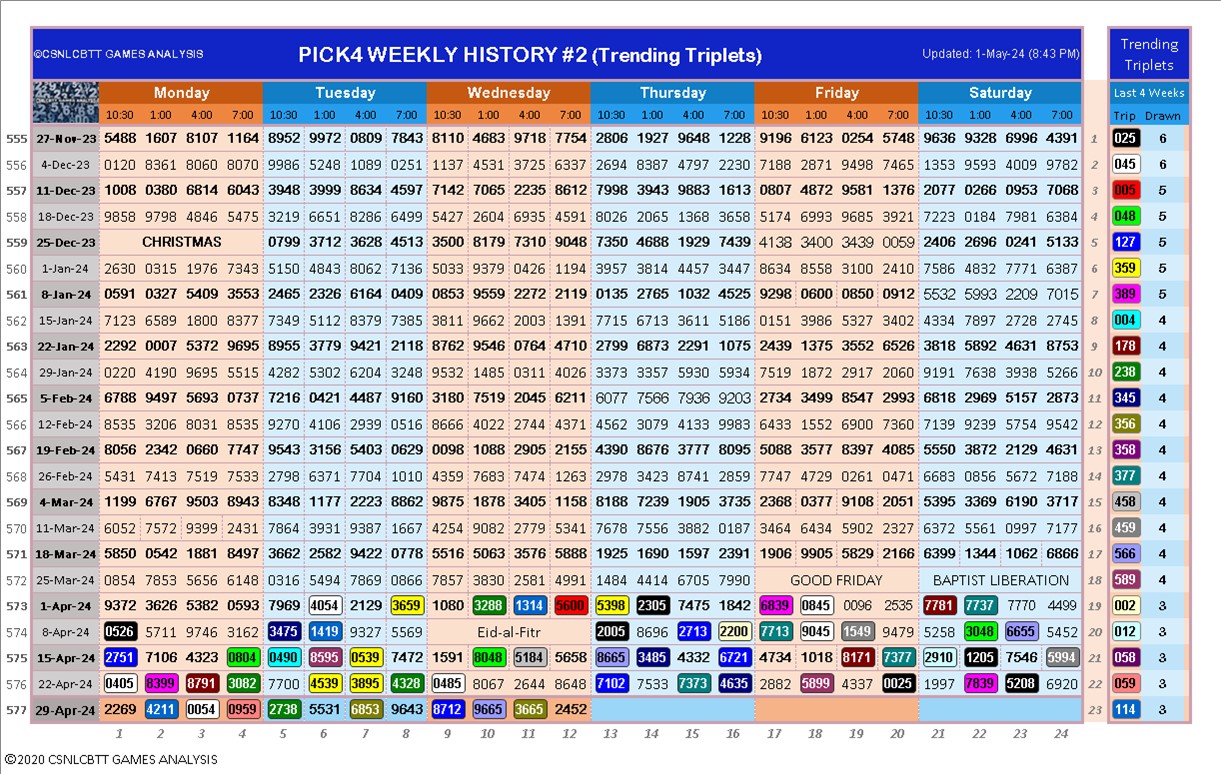 ©CSNLCBTT GAMES ANALYSIS PICK4 WEEKLY HISTORY #2 (Trending Triplets) Updated: 1-May-24 (8:43 PM) Trending Triplets
Monday Tuesday Wednesday Thursday Friday Saturday Last 4 Weeks
10:30 1:00 4:00 7:00 10:30 1:00 4:00 7:00 10:30 1:00 4:00 7:00 10:30 1:00 4:00 7:00 10:30 1:00 4:00 7:00 10:30 1:00 4:00 7:00 Trip Drawn
555 27-Nov-23 5488 1607 8107 1164 8952 9972 0809 7843 8110 4683 9718 7754 2806 1927 9648 1228 9196 6123 0254 5748 9636 9328 6996 4391 1 025 6
556 4-Dec-23 0120 8361 8060 8070 9986 5248 1089 0251 1137 4531 3725 6337 2694 8387 4797 2230 7188 2871 9498 7465 1353 9593 4009 9782 2 045 6
557 11-Dec-23 1008 0380 6814 6043 3948 3999 8634 4597 7142 7065 2235 8612 7998 3943 9883 1613 0807 4872 9581 1376 2077 0266 0953 7068 3 005 5
558 18-Dec-23 9858 9798 4846 5475 3219 6651 8286 6499 5427 2604 6935 4591 8026 2065 1368 3658 5174 6993 9685 3921 7223 0184 7981 6384 4 048 5
559 25-Dec-23 CHRISTMAS 0799 3712 3628 4513 3500 8179 7310 9048 7350 4688 1929 7439 4138 3400 3439 0059 2406 2696 0241 5133 5 127 5
560 1-Jan-24 2630 0315 1976 7343 5150 4843 8062 7136 5033 9379 0426 1194 3957 3814 4457 3447 8634 8558 3100 2410 7586 4832 7771 6387 6 359 5
561 8-Jan-24 0591 0327 5409 3553 2465 2326 6164 0409 0853 9559 2272 2119 0135 2765 1032 4525 9298 0600 0850 0912 5532 5993 2209 7015 7 389 5
562 15-Jan-24 7123 6589 1800 8377 7349 5112 8379 7385 3811 9662 2003 1391 7715 6713 3611 5186 0151 3986 5327 3402 4334 7897 2728 2745 8 004 4
563 22-Jan-24 2292 0007 5372 9695 8955 3779 9421 2118 8762 9546 0764 4710 2799 6873 2291 1075 2439 1375 3552 6526 3818 5892 4631 8753 9 178 4
564 29-Jan-24 0220 4190 9695 5515 4282 5302 6204 3248 9532 1485 0311 4026 3373 3357 5930 5934 7519 1872 2917 2060 9191 7638 3938 5266 10 238 4
565 5-Feb-24 6788 9497 5693 0737 7216 0421 4487 9160 3180 7519 2045 6211 6077 7566 7936 9203 2734 3499 8547 2993 6818 2969 5157 2873 11 345 4
566 12-Feb-24 8535 3206 8031 8535 9270 4106 2939 0516 8666 4022 2744 4371 4562 3079 4133 9983 6433 1552 6900 7360 7139 9239 5754 9542 12 356 4
567 19-Feb-24 8056 2342 0660 7747 9543 3156 5403 0629 0098 1088 2905 2155 4390 8676 3777 8095 5088 3577 8397 4085 5550 3872 2129 4631 13 358 4
568 26-Feb-24 5431 7413 7519 7533 2798 6371 7704 1010 4359 7683 7474 1263 2978 3423 8741 2859 7747 4729 0261 0471 6683 0856 5672 7188 14 377 4
569 4-Mar-24 1199 6767 9503 8943 8348 1177 2223 8862 9875 1878 3405 1158 8188 7239 1905 3735 2368 0377 9108 2051 5395 3369 6190 3717 15 458 4
570 11-Mar-24 6052 7572 9399 2431 7864 3931 9387 1667 4254 9082 2779 5341 7678 7556 3882 0187 3464 6434 5902 2327 6372 5561 0997 7177 16 459 4
571 18-Mar-24 5850 0542 1881 8497 3662 2582 9422 0778 5516 5063 3576 5888 1925 1690 1597 2391 1906 9905 5829 2166 6399 1344 1062 6866 17 566 4
572 25-Mar-24 0854 7853 5656 6148 0316 5494 7869 0866 7857 3830 2581 4991 1484 4414 6705 7990 GOOD FRIDAY BAPTIST LIBERATION 18 589 4
573 1-Apr-24 9372 3626 5382 0593 7969 4054 2129 3659 1080 3288 1314 5600 5398 2305 7475 1842 6839 0845 0096 2535 7781 7737 7770 4499 19 002 3
574 8-Apr-24 0526 5711 9746 3162 3475 1419 9327 5569 Eid-al-Fitr 2005 8696 2713 2200 7713 9045 1549 9479 5258 3048 6655 5452 20 012 3
575 15-Apr-24 2751 7106 4323 0804 0490 8595 0539 7472 1591 8048 5184 5658 8665 3485 4332 6721 4734 1018 8171 7377 2910 1205 7546 5994 21 058 3
576 22-Apr-24 0405 8399 8791 3082 7700 4539 3895 4328 0485 8067 2644 8648 7102 7533 7373 4635 2882 5899 4337 0025 1997 7839 5208 6920 22 059 3
577 29-Apr-24 2269 4211 0054 0959 2738 5531 6853 9643 8712 9665 3665 2452 23 114 3
1 2 3 4 5 6 7 8 9 10 11 12 13 14 15 16 17 18 19 20 21 22 23 24
©2020 CSNLCBTT GAMES ANALYSIS